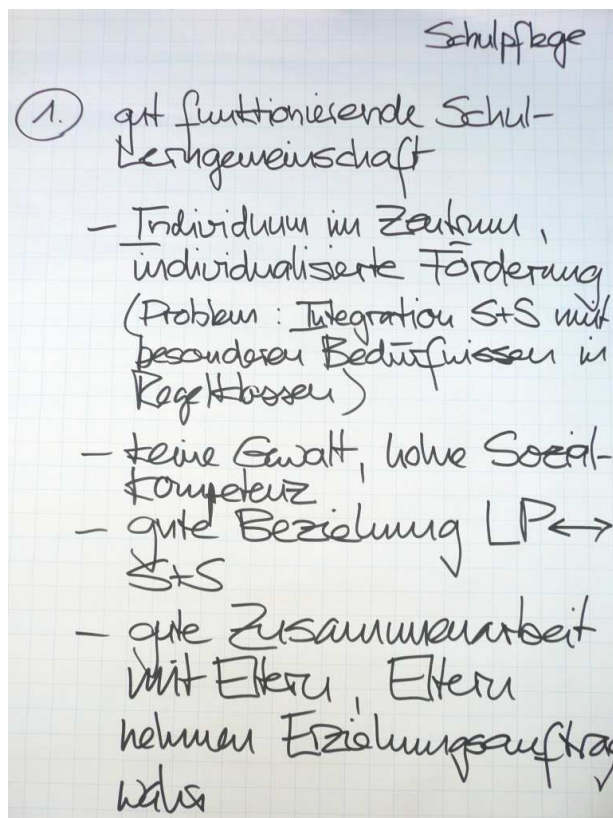 Schulpflege
1. gut funktionierende Schul-
Lerngemeinschaft
- Individuum im Zentrum,
individualisierte Förderung
(Problem: Integration S+S mit
besonderen Bedürfnissen in
Regelklassen)
- keine Gewalt, hohe Sozial-
kompetenz
- gute Beziehung LP ↔
S+S
- gute Zusammenarbeit
mit Eltern, Eltern
nehmen Erziehungsauftrag
wahr